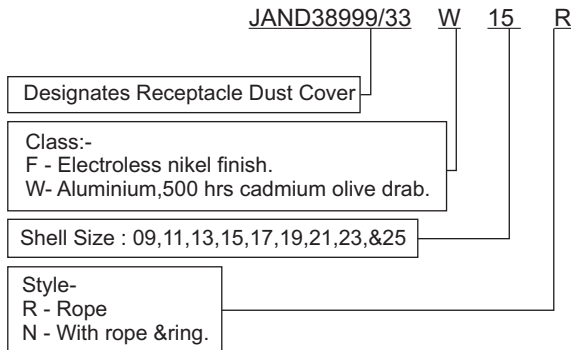 JAND38999/33 W 15 R
Designates Receptacle Dust Cover
Class:-
F - Electroless nikel finish.
W- Aluminium,500 hrs cadmium olive drab.
Shell Size : 09,11,13,15,17,19,21,23,&25
Style-
R - Rope
N - With rope &ring.